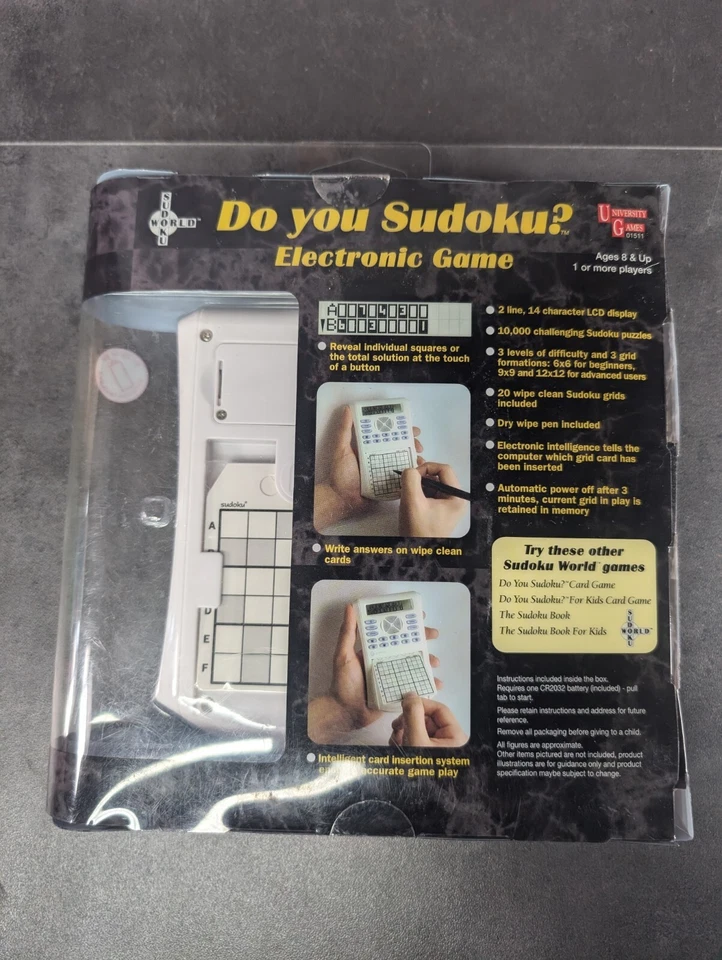 SUDOKU
WORLD™
Do you Sudoku?™
Electronic Game
UNIVERSITY
GAMES
01511
Ages 8 & Up
1 or more players
Reveal individual squares or
the total solution at the touch
of a button
Write answers on wipe clean
cards
Intelligent card insertion system
accurate game play
2 line, 14 character LCD display
10,000 challenging Sudoku puzzles
3 levels of difficulty and 3 grid
formations: 6x6 for beginners,
9x9 and 12x12 for advanced users
20 wipe clean Sudoku grids
included
Dry wipe pen included
Electronic intelligence tells the
computer which grid card has
been inserted
Automatic power off after 3
minutes, current grid in play is
retained in memory
Try these other
Sudoku World™ games
Do You Sudoku?™ Card Game
Do You Sudoku?™ For Kids Card Game
The Sudoku Book
The Sudoku Book For Kids
SUDOKU
WORLD™
Instructions included inside the box.
Requires one CR2032 battery (included) - pull
tab to start.
Please retain instructions and address for future
reference.
Remove all packaging before giving to a child.
All figures are approximate.
Other items pictured are not included, product
illustrations are for guidance only and product
specification maybe subject to change.
sudoku
A
D
E
F